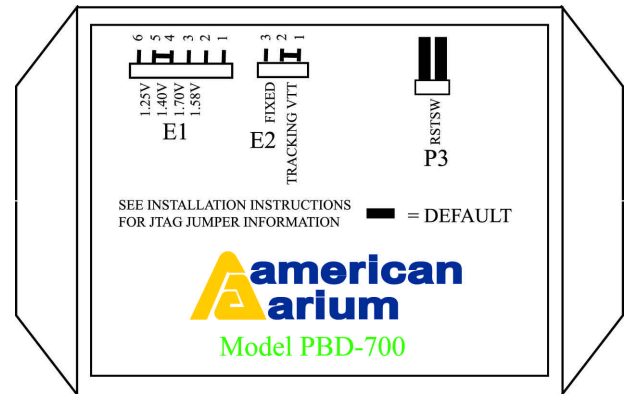 6 5 4 3 2 1
1.25V
1.40V
1.70V
1.58V
E1
3 2 1
FIXED
TRACKING VTT
E2
RSTSW
P3
SEE INSTALLATION INSTRUCTIONS
FOR JTAG JUMPER INFORMATION
= DEFAULT
american
arium
Model PBD-700